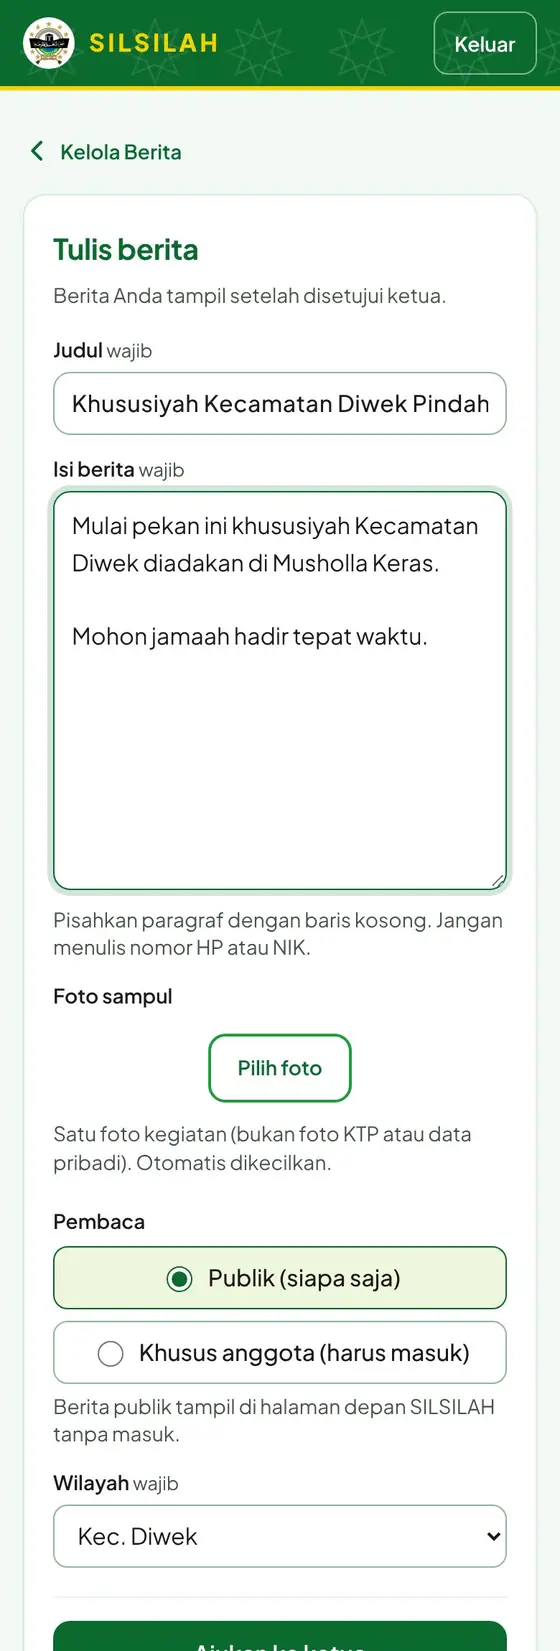 SILSILAH
Keluar
Kelola Berita
Tulis berita
Berita Anda tampil setelah disetujui ketua.
Judul wajib
Khususiyah Kecamatan Diwek Pindah
Isi berita wajib
Mulai pekan ini khususiyah Kecamatan
Diwek diadakan di Musholla Keras.
Mohon jamaah hadir tepat waktu.
Pisahkan paragraf dengan baris kosong. Jangan
menulis nomor HP atau NIK.
Foto sampul
Pilih foto
Satu foto kegiatan (bukan foto KTP atau data
pribadi). Otomatis dikecilkan.
Pembaca
Publik (siapa saja)
Khusus anggota (harus masuk)
Berita publik tampil di halaman depan SILSILAH
tanpa masuk.
Wilayah wajib
Kec. Diwek
Ajukan ke ketua